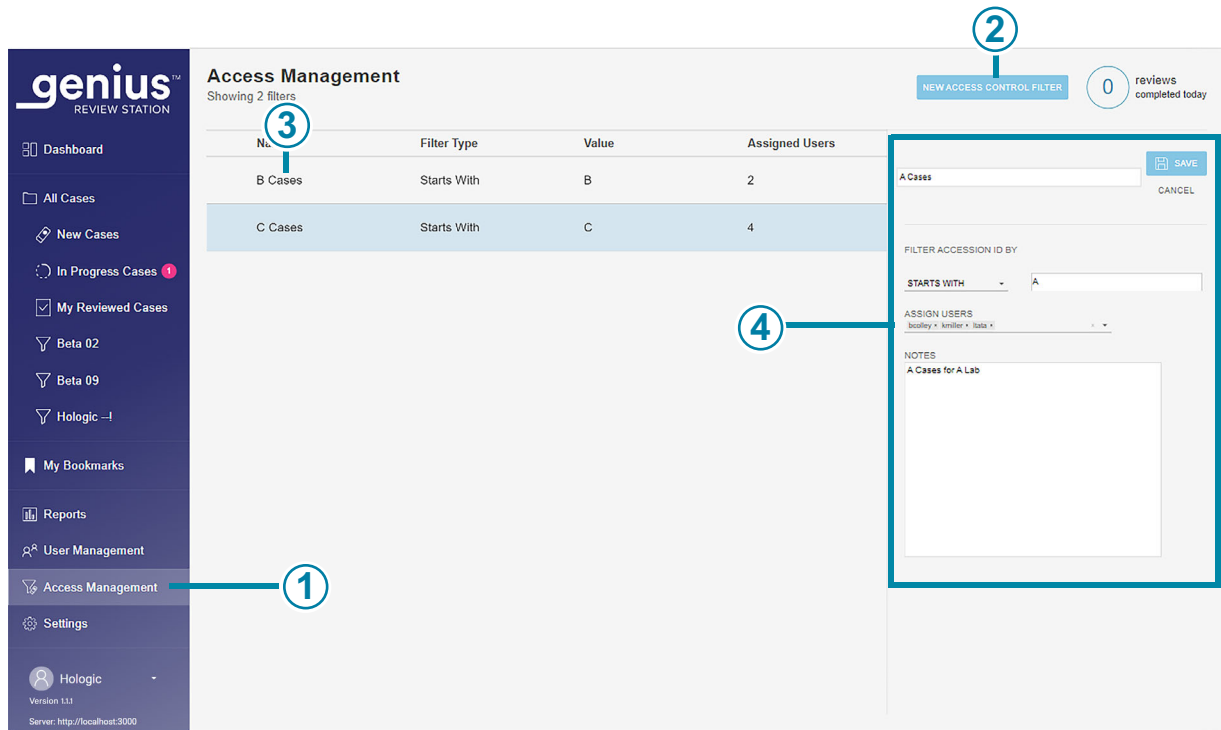 2
genius™
REVIEW STATION
Access Management
Showing 2 filters
NEW ACCESS CONTROL FILTER
0
reviews
completed today
3
Filter Type
Value
Assigned Users
B Cases
Starts With
B
2
C Cases
Starts With
C
4
Dashboard
All Cases
New Cases
In Progress Cases 1
My Reviewed Cases
Beta 02
Beta 09
Hologic --!
My Bookmarks
Reports
User Management
Access Management
Settings
Hologic
Version 1.1.1
Server: http://localhost:3000
1
4
SAVE
A Cases
CANCEL
FILTER ACCESSION ID BY
STARTS WITH
A
ASSIGN USERS
bcolley kmiller ltata
NOTES
A Cases for A Lab